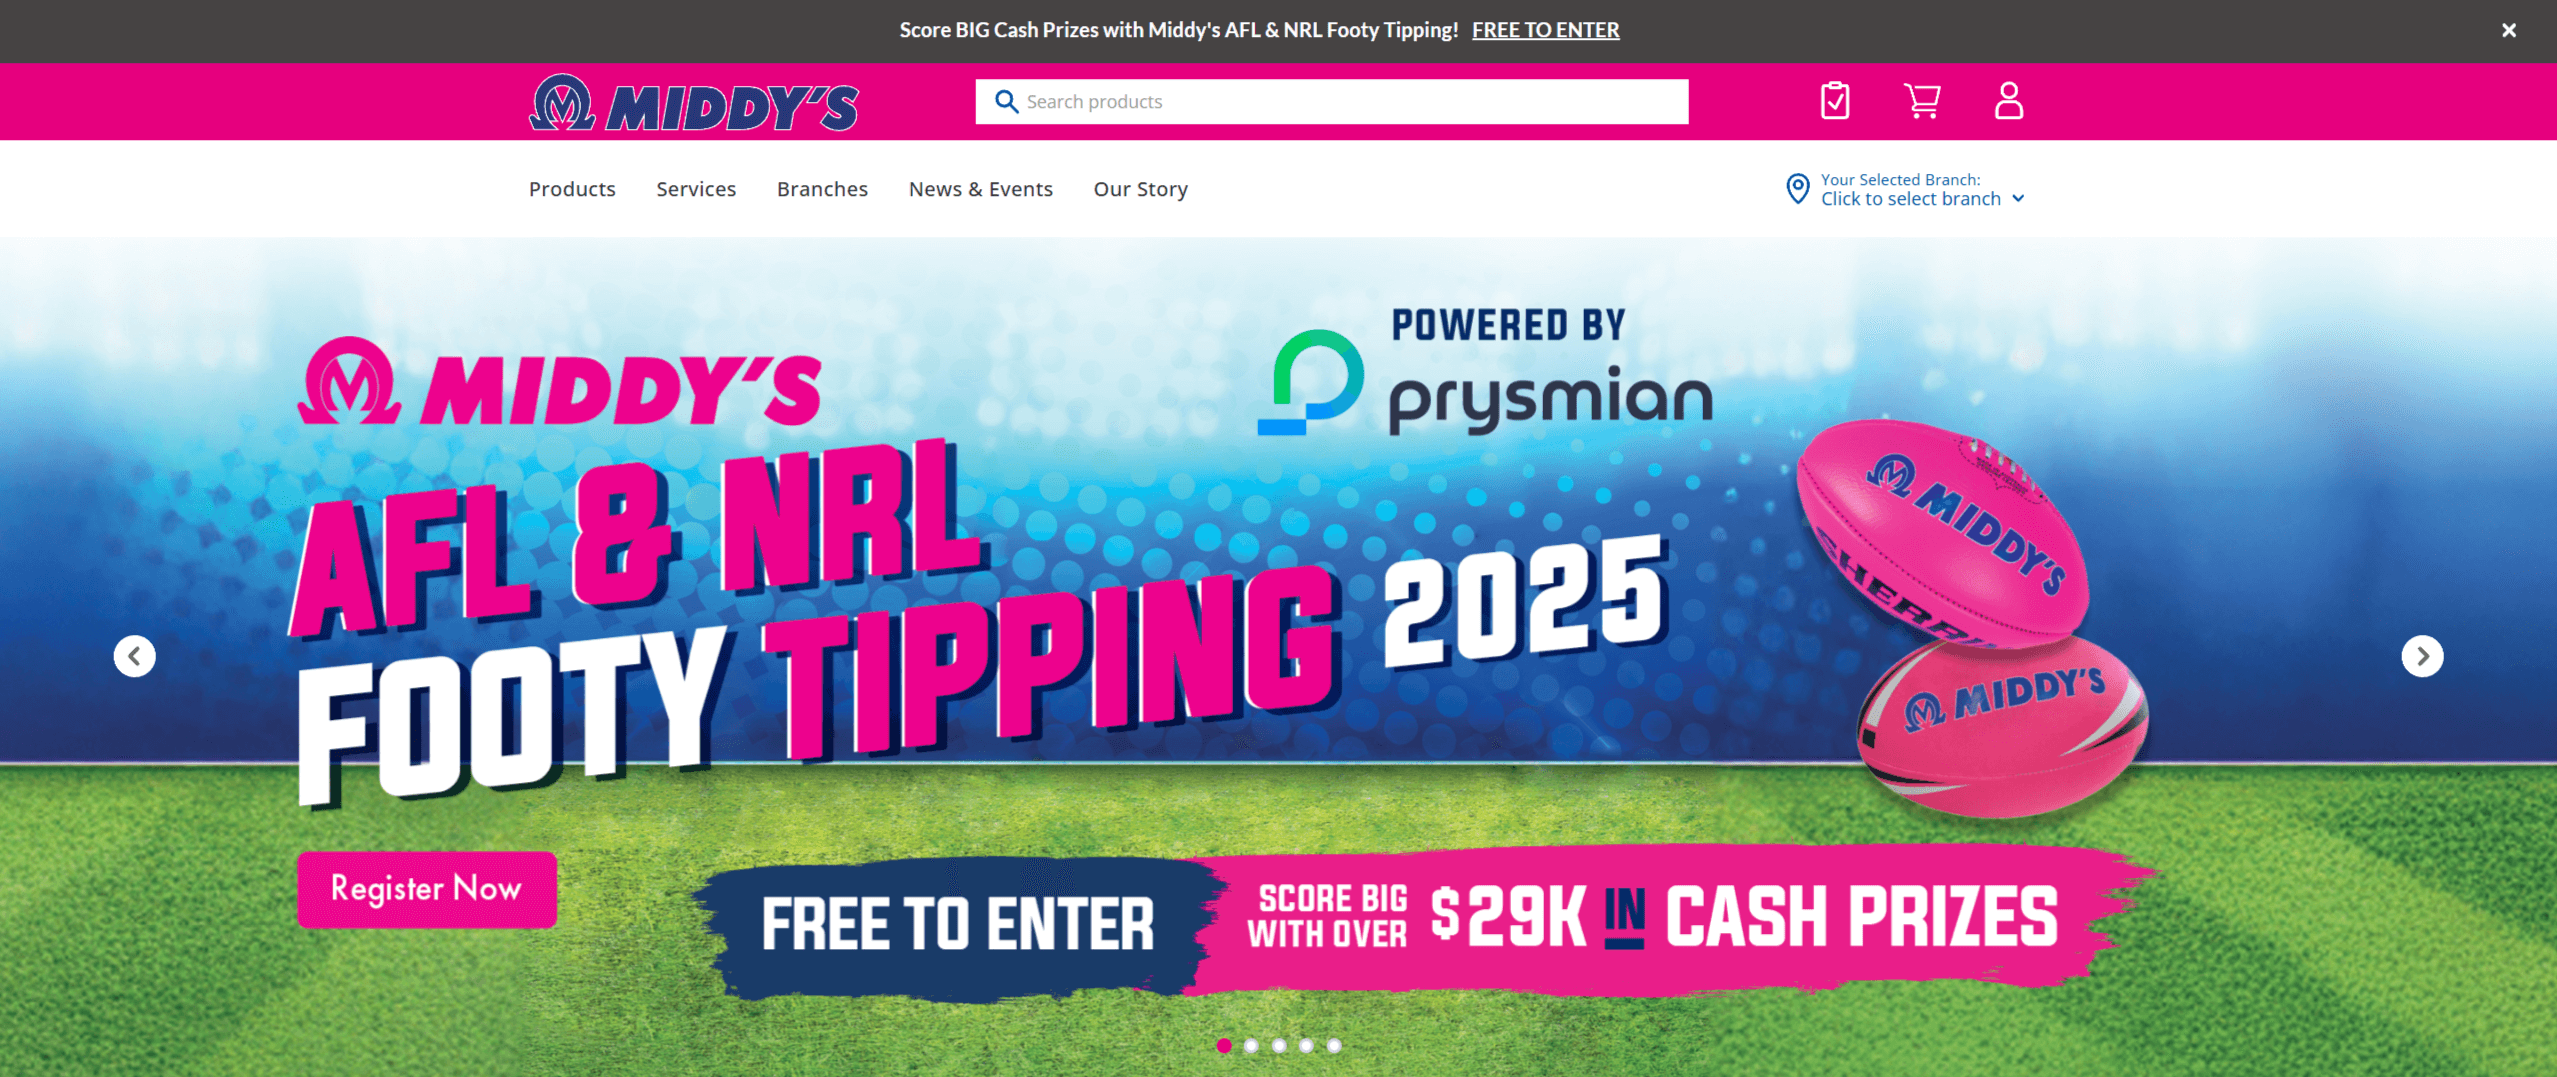 Score BIG Cash Prizes with Middy's AFL & NRL Footy Tipping! FREE TO ENTER
MIDDY'S
Search products
Products Services Branches News & Events Our Story
Your Selected Branch:
Click to select branch
POWERED BY
prysmian
MIDDY'S
AFL & NRL
FOOTY TIPPING 2025
MIDDY'S
SHERRIN
MIDDY'S
Register Now
FREE TO ENTER
SCORE BIG
WITH OVER
$29K IN CASH PRIZES